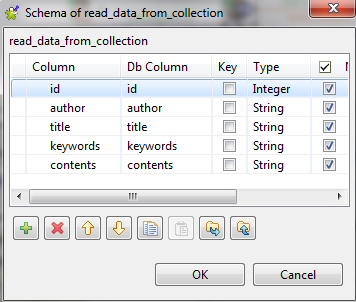 Schema of read_data_from_collection
read_data_from_collection
Column Db Column Key Type N
id id Integer
author author String
title title String
keywords keywords String
contents contents String
OK Cancel